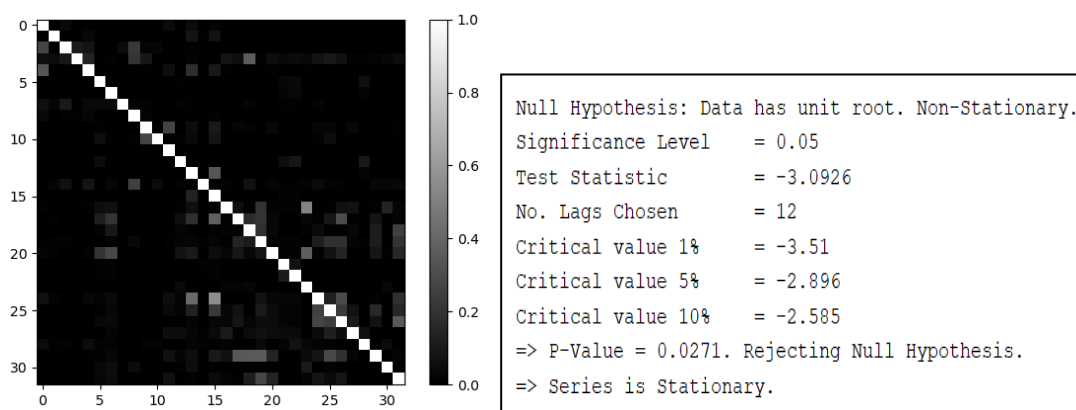 0
5
10
15
20
25
30
0 5 10 15 20 25 30
1.0
0.8
0.6
0.4
0.2
0.0
Null Hypothesis: Data has unit root. Non-Stationary.
Significance Level = 0.05
Test Statistic = -3.0926
No. Lags Chosen = 12
Critical value 1% = -3.51
Critical value 5% = -2.896
Critical value 10% = -2.585
=> P-Value = 0.0271. Rejecting Null Hypothesis.
=> Series is Stationary.